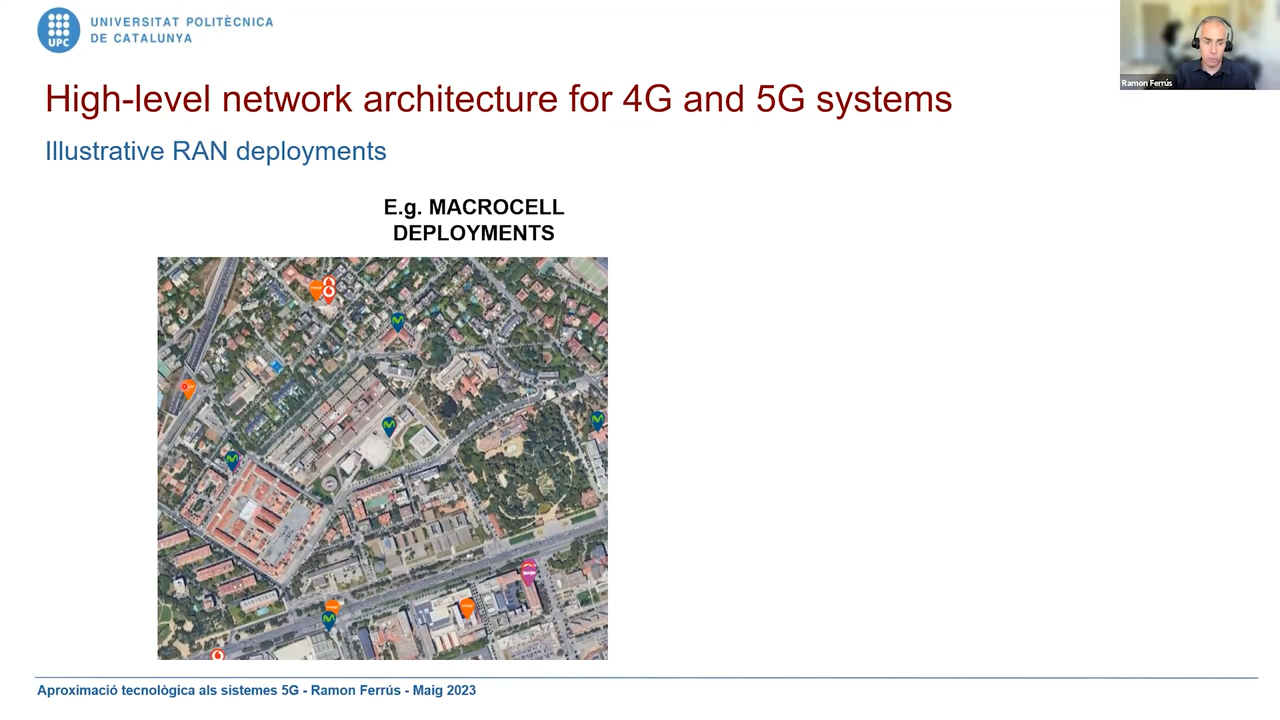 UPC
UNIVERSITAT POLITÈCNICA
DE CATALUNYA
Ramon Ferrús
High-level network architecture for 4G and 5G systems
Illustrative RAN deployments
E.g. MACROCELL
DEPLOYMENTS
Aproximació tecnològica als sistemes 5G - Ramon Ferrús - Maig 2023